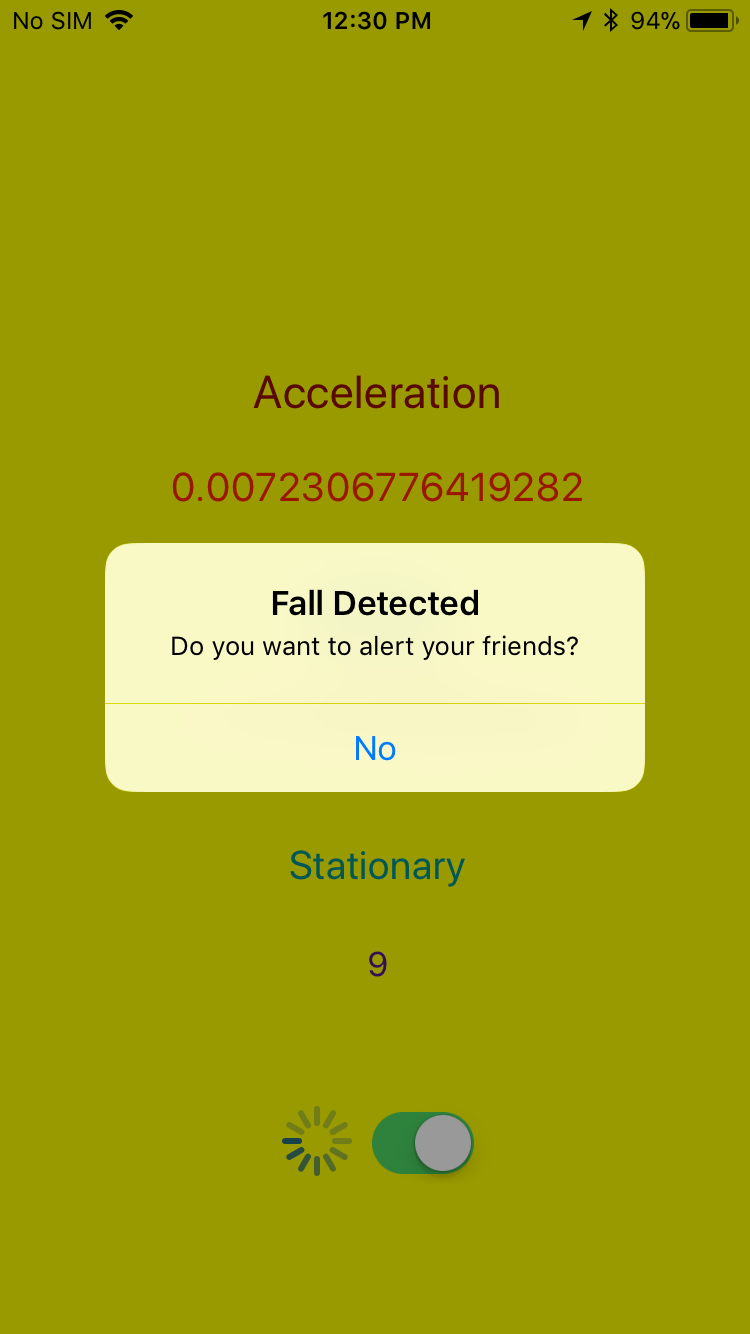 No SIM 12:30 PM 94%
Acceleration
0.0072306776419282
Fall Detected
Do you want to alert your friends?
No
Stationary
9